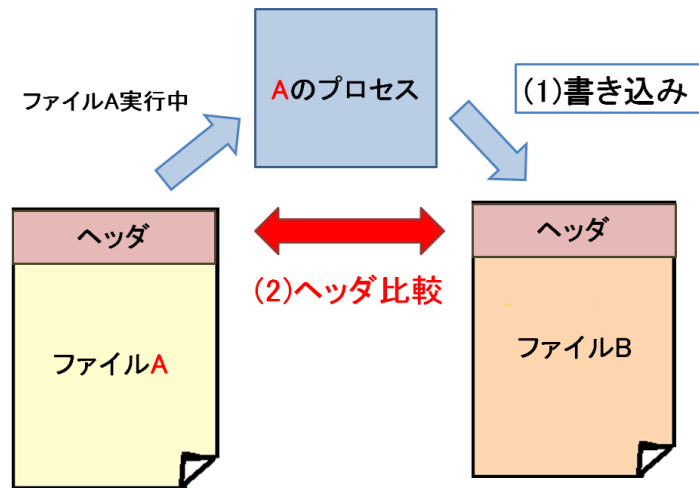 Aのプロセス
(1)書き込み
ファイルA実行中
ヘッダ
ヘッダ
(2)ヘッダ比較
ファイルA
ファイルB